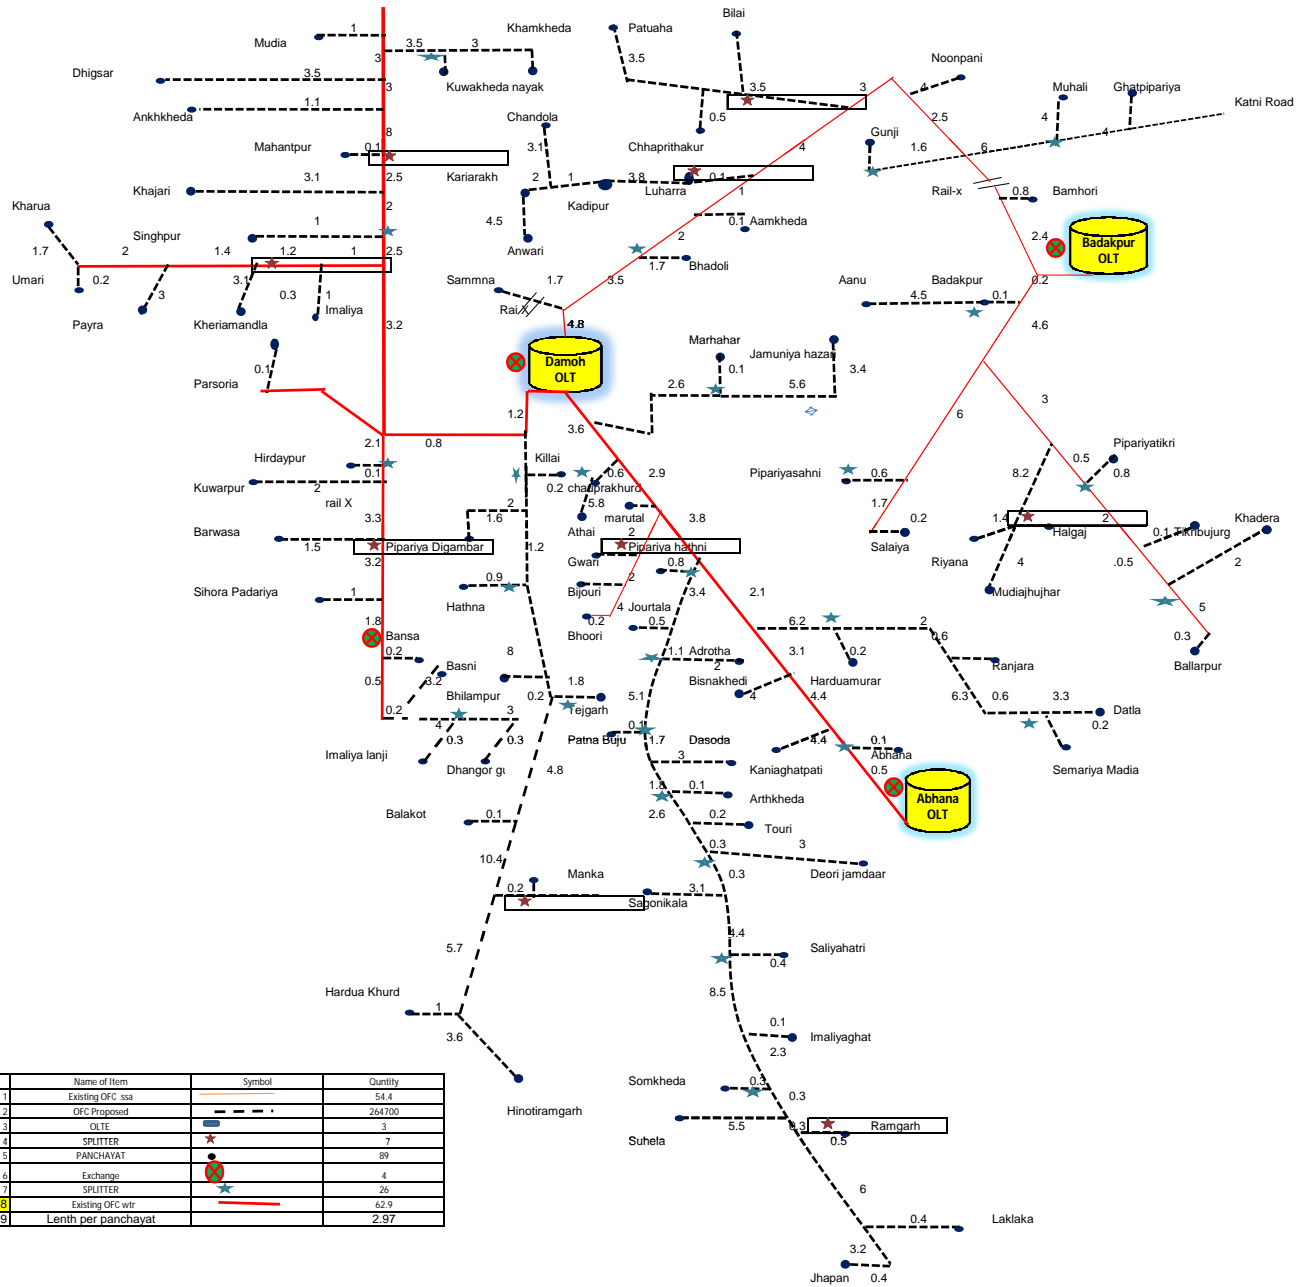 1
Khamkheda
Patuaha
Bilai
Mudia
3.5
3
3
Kuwakheda nayak
3.5
Noonpani
Dhigsar
3.5
3
3.5
3
4
Muhali
Ghatpipariya
Katni Road
Ankhkheda
1.1
8
Chandola
0.5
2.5
4
4
Gunji
1.6
6
Mahantpur
0.1
Kariarakh
3.1
Chhaprithakur
4
2.5
Khajari
3.1
2
1
3.8
Luharra
0.1
Kadipur
Rail-x
0.8
Bamhori
Kharua
Singhpur
1
2
4.5
Anwari
1
0.1
Aamkheda
1.7
2
1.4
1.2
1
2.5
2
2.4
Badakpur
OLT
Umari
0.2
3.1
0.3
1
Sammna
1.7
3.5
1.7
Bhadoli
Aanu
Badakpur
0.2
Payra
3
Kheriamandla
Imaliya
Rai X
4.5
0.1
3.2
4.8
4.6
Parsoria
0.1
Damoh
OLT
Marhahar
0.1
Jamuniya hazari
3.4
2.6
5.6
3
6
1.2
3.6
2.1
0.8
Hirdaypur
0.1
Killai
0.2
chauprakhurd
0.6
2.9
Pipariyasahni
0.6
8.2
0.5
0.8
Pipariyatikri
Kuwarpur
2
rail X
2
5.8
marutal
1.7
3.3
1.6
Athai
2
3.8
0.2
Salaiya
1.4
Halgaj
2
0.1
Tikribujurg
Khadera
Barwasa
1.5
Pipariya Digambar
1.2
Pipariya hathni
3.2
Gwari
0.8
Riyana
4
.5
2
Sihora Padariya
1
0.9
Hathna
Bijouri
2
3.4
2.1
Mudiajhujhar
5
1.8
0.2
4
Jourtala
0.5
6.2
2
0.6
0.3
Ballarpur
Bansa
0.2
Bhoori
1.1
Adrotha
2
3.1
0.2
Harduamurar
Ranjara
Basni
3.2
8
1.8
Bisnakhedi
4
4.4
6.3
0.6
3.3
Datla
0.5
Bhilampur
0.2
5.1
0.2
0.2
4
3
Tejgarh
0.1
Imaliya lanji
0.3
0.3
Patna Buju
1.7
Dasoda
4.4
0.1
Abhana
Semariya Madia
Dhangor gu
4.8
3
Kaniaghatpati
0.5
Abhana
OLT
Balakot
0.1
1.8
0.1
Arthkheda
2.6
0.2
Touri
10.4
0.3
3
Deori jamdaar
Manka
0.2
0.3
Sagonikala
3.1
4.4
5.7
Saliyahatri
0.4
Hardua Khurd
1
8.5
3.6
0.1
Imaliyaghat
2.3
Somkheda
0.3
Hinotiramgarh
0.3
Suhela
5.5
0.3
Ramgarh
0.5
6
0.4
Laklaka
3.2
Jhapan
0.4
Name of Item Symbol Quntity
1 Existing OFC ssa 54.4
2 OFC Proposed 264700
3 OLTE 3
4 SPLITTER 7
5 PANCHAYAT 89
6 Exchange 4
7 SPLITTER 26
8 Existing OFC wtr 62.9
9 Lenth per panchayat 2.97